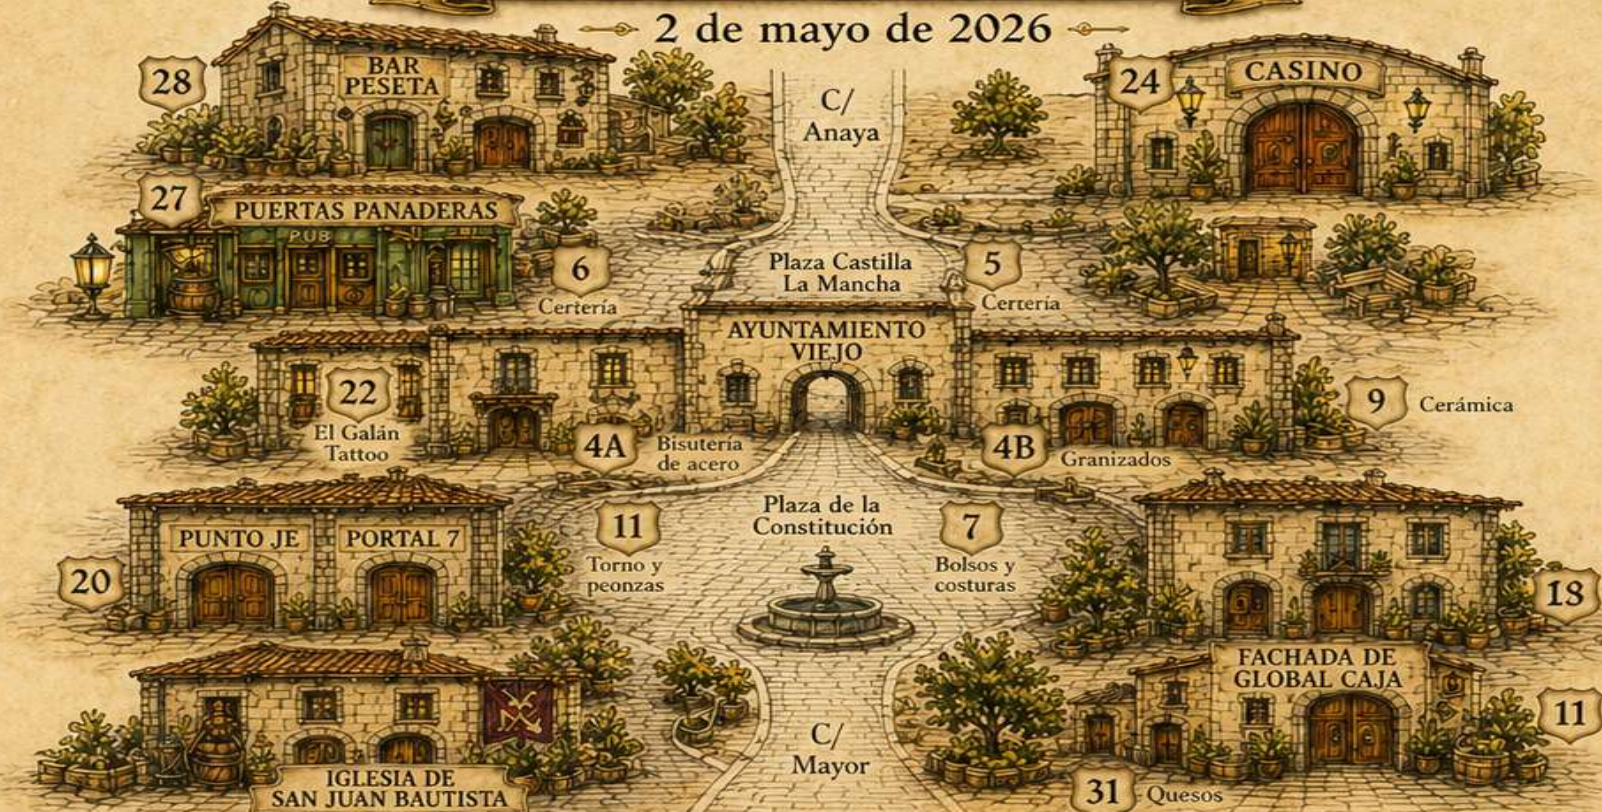 2 de mayo de 2026
28
BAR
PESETA
C/
Anaya
24
CASINO
27
PUERTAS PANADERAS
PUB
6
Certería
Plaza Castilla
La Mancha
5
Certería
AYUNTAMIENTO
VIEJO
22
El Galán
Tattoo
4A
Bisutería
de acero
4B
Granizados
9
Cerámica
PUNTO JE
PORTAL 7
20
11
Torno y
peonzas
Plaza de la
Constitución
7
Bolsos y
costuras
18
IGLESIA DE
SAN JUAN BAUTISTA
C/
Mayor
FACHADA DE
GLOBAL CAJA
11
31
Quesos